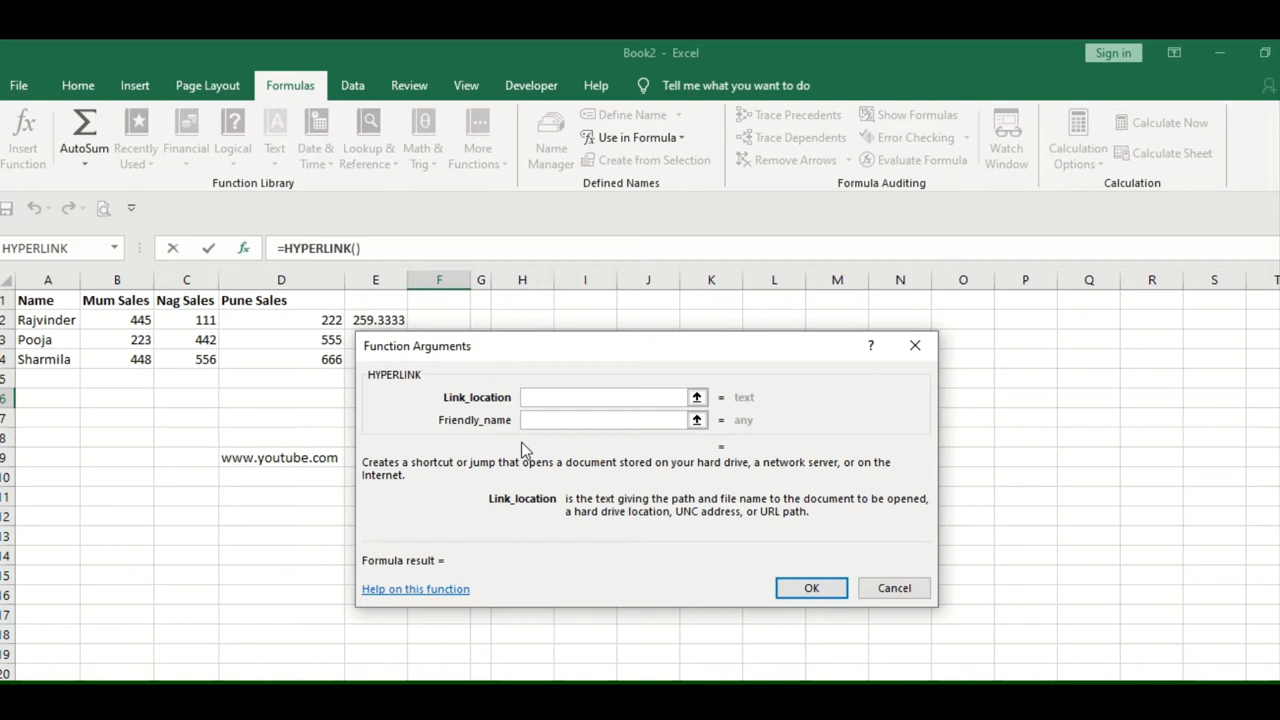 Book2 - Excel
Sign in
File Home Insert Page Layout Formulas Data Review View Developer Help Tell me what you want to do
fx Σ ★ ? A θ ...
Insert Function
AutoSum
Recently Used
Financial
Logical
Text
Date & Time
Lookup & Reference
Math & Trig
More Functions
Function Library
Name Manager
Define Name
Use in Formula
Create from Selection
Defined Names
Trace Precedents
Trace Dependents
Remove Arrows
Show Formulas
Error Checking
Evaluate Formula
Formula Auditing
Watch Window
Calculation Options
Calculate Now
Calculate Sheet
Calculation
HYPERLINK fx =HYPERLINK()
A B C D E F G H I J K L M N O P Q R S T
1 Name Mum Sales Nag Sales Pune Sales
2 Rajvinder 445 111 222 259.3333
3 Pooja 223 442 555
4 Sharmila 448 556 666
5
6
7
8
9 www.youtube.com
10
11
12
13
14
15
16
17
18
19
20
Function Arguments ?
HYPERLINK
Link_location = text
Friendly_name = any
=
Creates a shortcut or jump that opens a document stored on your hard drive, a network server, or on the
Internet.
Link_location is the text giving the path and file name to the document to be opened,
a hard drive location, UNC address, or URL path.
Formula result =
Help on this function
OK Cancel